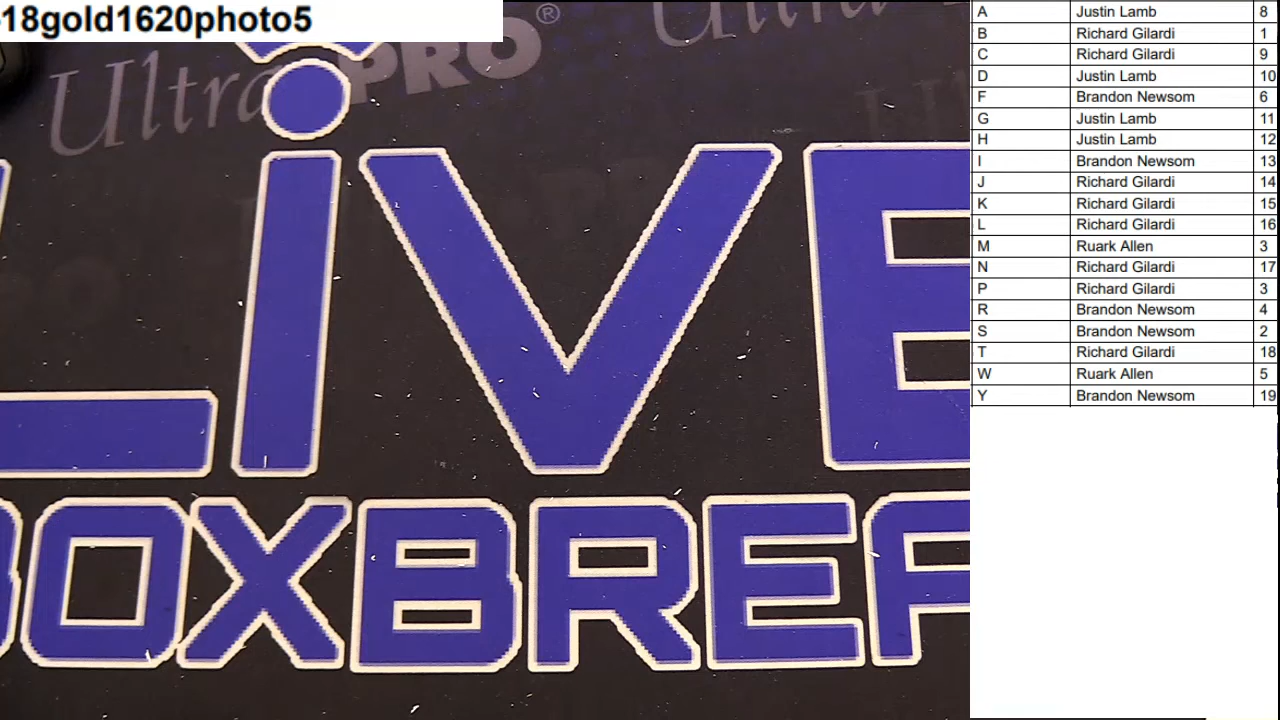 18gold1620photo5
Ultra PRO®
Ultra
LiVE
BOXBREA
A Justin Lamb 8
B Richard Gilardi 1
C Richard Gilardi 9
D Justin Lamb 10
F Brandon Newsom 6
G Justin Lamb 11
H Justin Lamb 12
I Brandon Newsom 13
J Richard Gilardi 14
K Richard Gilardi 15
L Richard Gilardi 16
M Ruark Allen 3
N Richard Gilardi 17
P Richard Gilardi 3
R Brandon Newsom 4
S Brandon Newsom 2
T Richard Gilardi 18
W Ruark Allen 5
Y Brandon Newsom 19